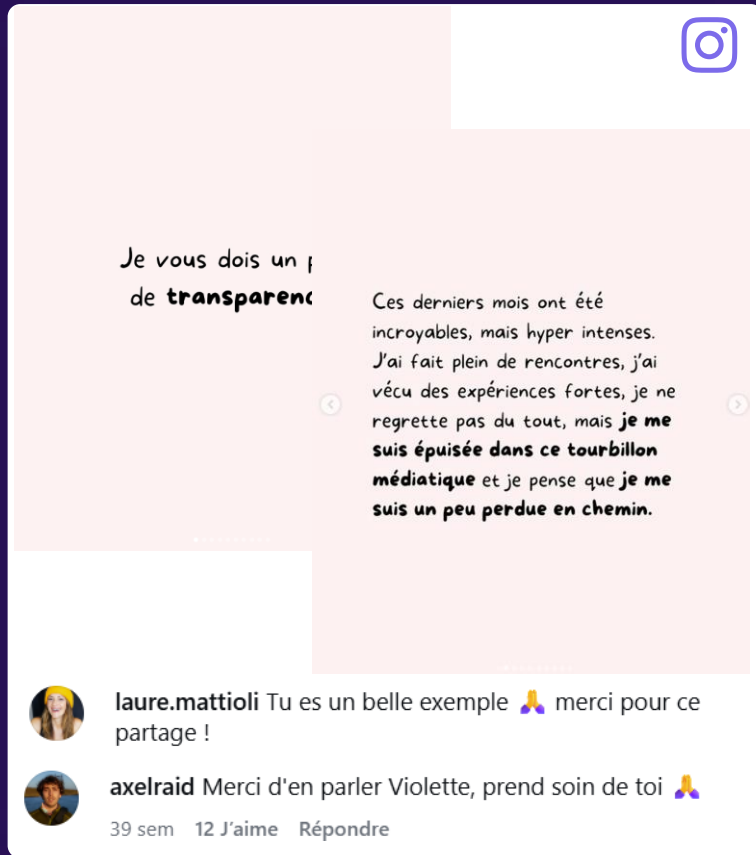 Je vous dois un
de transparenc
Ces derniers mois ont été
incroyables, mais hyper intenses.
J'ai fait plein de rencontres, j'ai
vécu des expériences fortes, je ne
regrette pas du tout, mais je me
suis épuisée dans ce tourbillon
médiatique et je pense que je me
suis un peu perdue en chemin.
laure.mattioli Tu es un belle exemple 🙏 merci pour ce
partage !
axelraid Merci d'en parler Violette, prend soin de toi 🙏
39 sem 12 J'aime Répondre